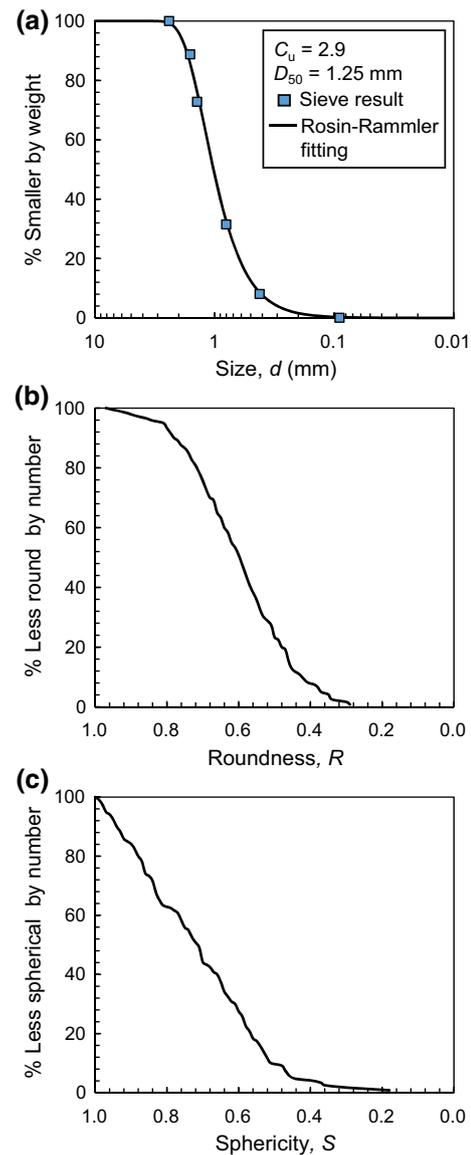 (a)
100
80
60
40
20
0
% Smaller by weight
Cu = 2.9
D50 = 1.25 mm
Sieve result
Rosin-Rammler
fitting
10 1 0.1 0.01
Size, d (mm)
(b)
100
80
60
40
20
0
% Less round by number
1.0 0.8 0.6 0.4 0.2 0.0
Roundness, R
(c)
100
80
60
40
20
0
% Less spherical by number
1.0 0.8 0.6 0.4 0.2 0.0
Sphericity, S